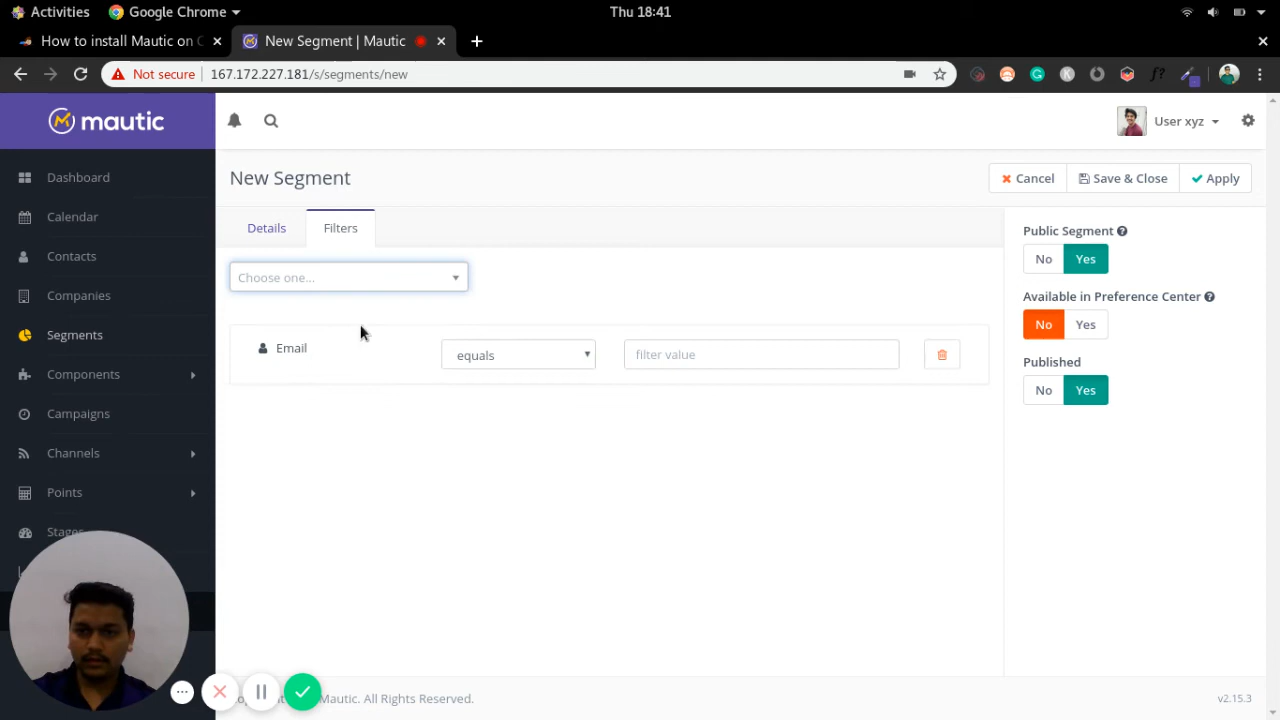 Activities
Google Chrome
Thu 18:41
How to install Mautic on C
New Segment | Mautic
Not secure
167.172.227.181/s/segments/new
mautic
User xyz
Dashboard
Calendar
Contacts
Companies
Segments
Components
Campaigns
Channels
Points
Stages
New Segment
Cancel
Save & Close
Apply
Details
Filters
Choose one...
Email
equals
filter value
Public Segment
No
Yes
Available in Preference Center
No
Yes
Published
No
Yes
Mautic. All Rights Reserved.
v2.15.3